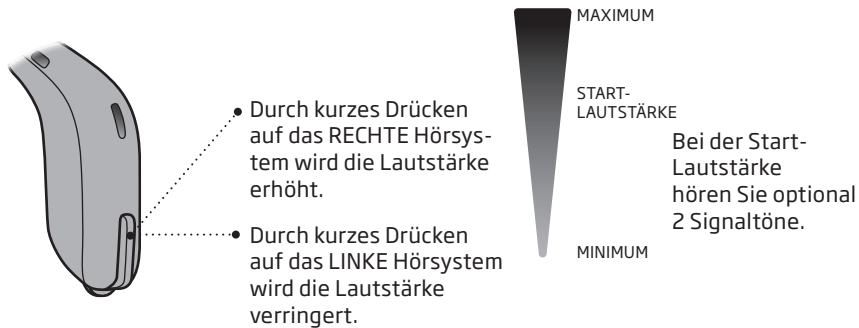 Durch kurzes Drücken
auf das RECHTE Hörsys-
tem wird die Lautstärke
erhöht.
Durch kurzes Drücken
auf das LINKE Hörsystem
wird die Lautstärke
verringert.
MAXIMUM
START-
LAUTSTÄRKE
MINIMUM
Bei der Start-
Lautstärke
hören Sie optional
2 Signaltöne.